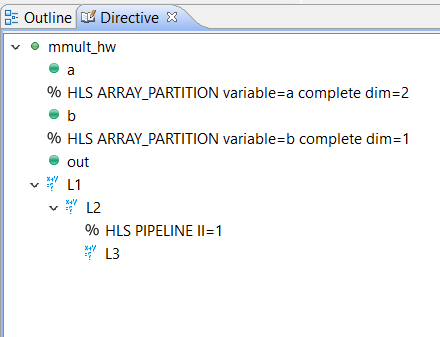 Outline Directive
mmult_hw
a
% HLS ARRAY_PARTITION variable=a complete dim=2
b
% HLS ARRAY_PARTITION variable=b complete dim=1
out
L1
L2
% HLS PIPELINE II=1
L3